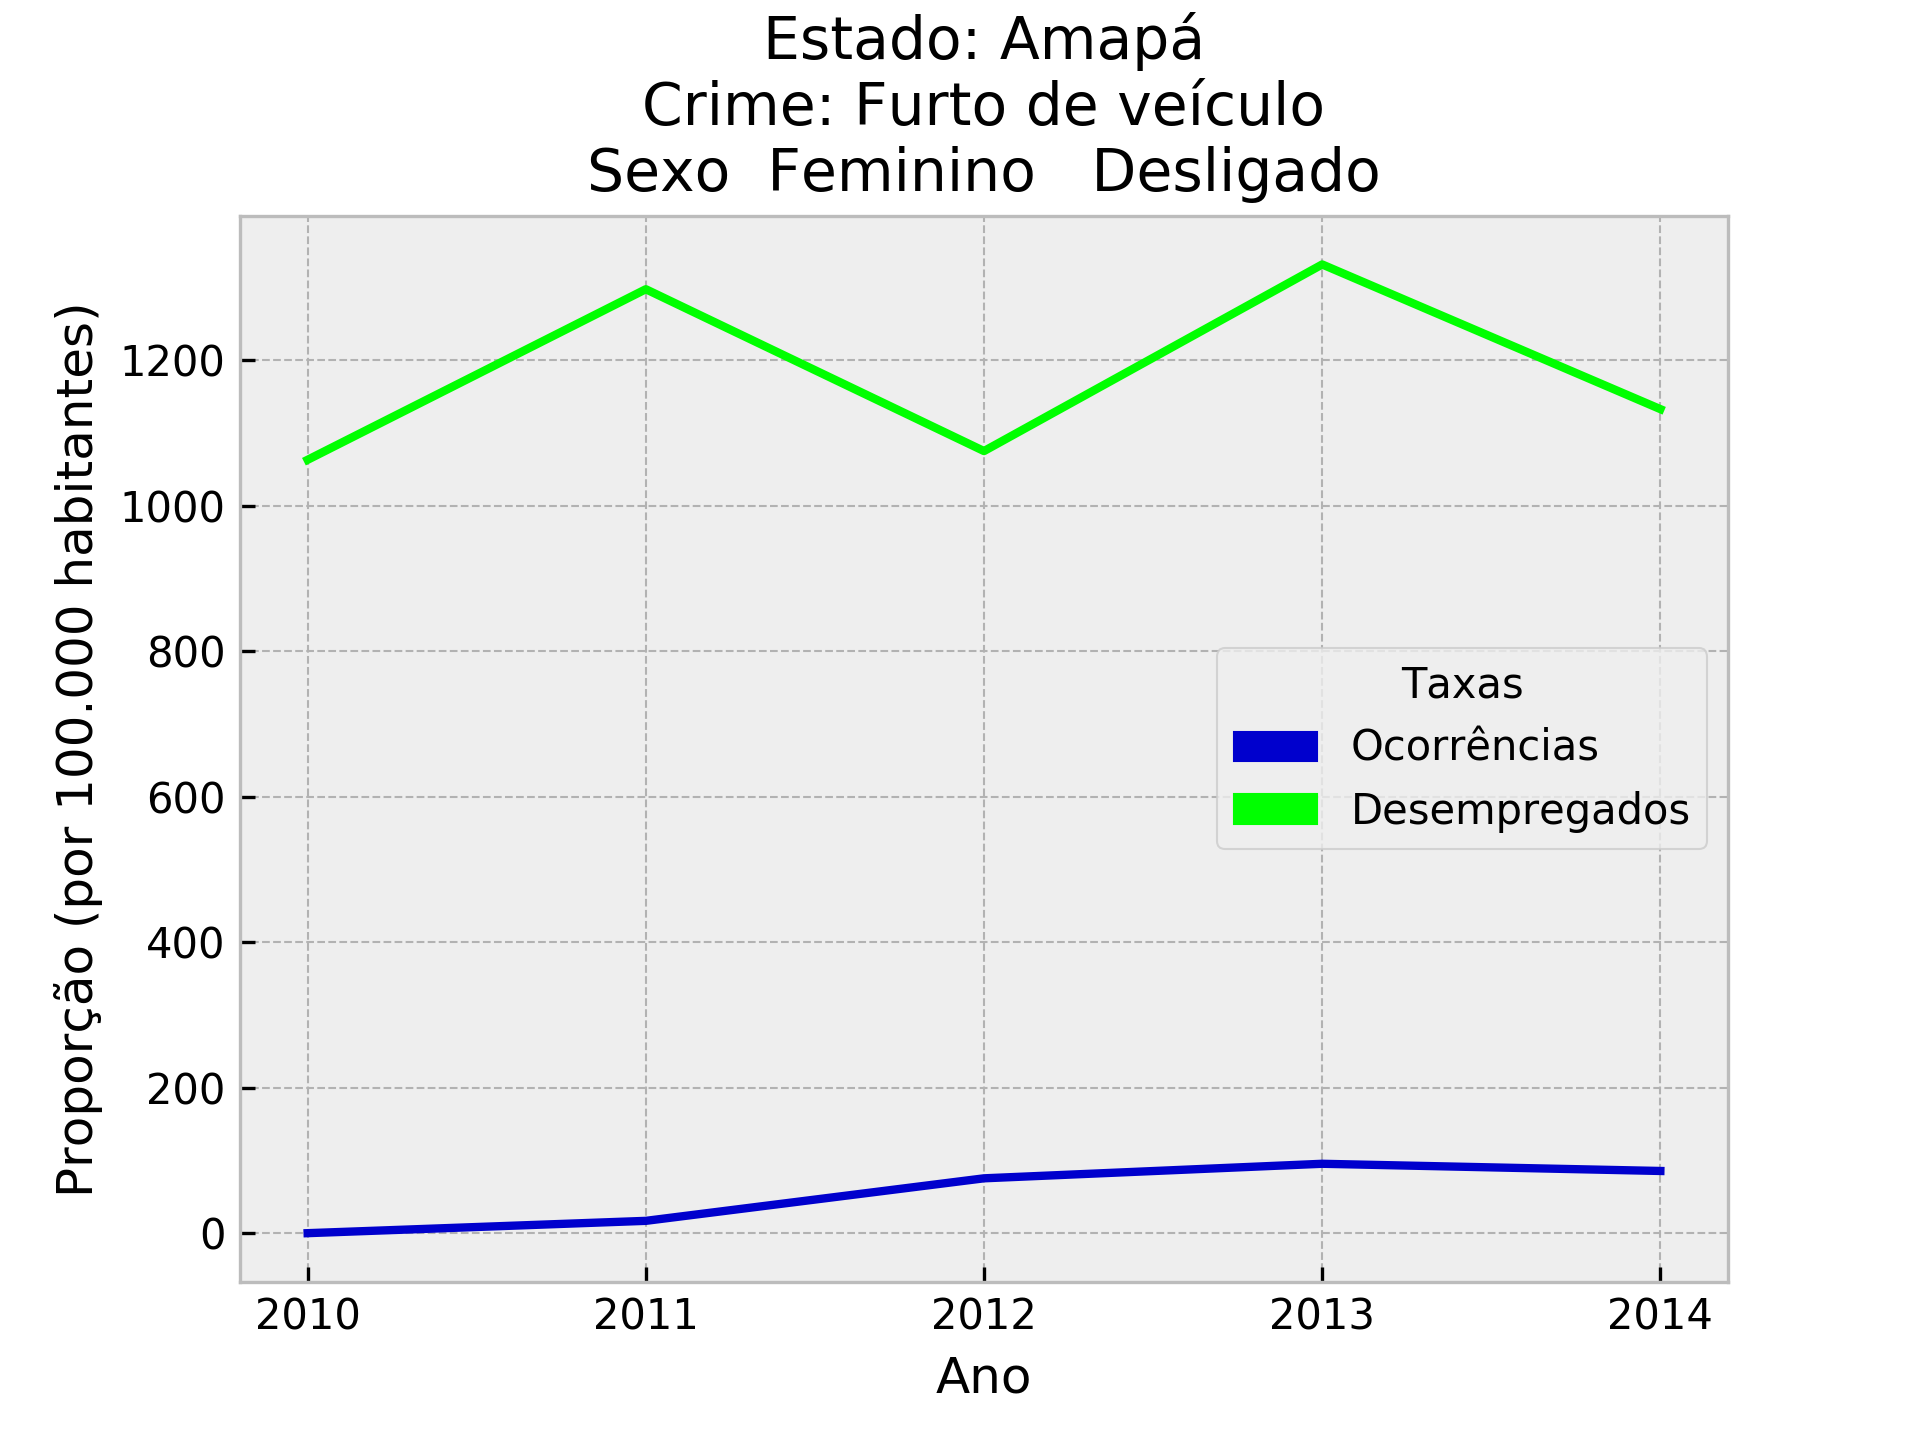 Estado: Amapá
Crime: Furto de veículo
Sexo  Feminino   Desligado
Proporção (por 100.000 habitantes)
1200
1000
800
600
400
200
0
Taxas
Ocorrências
Desempregados
2010 2011 2012 2013 2014
Ano